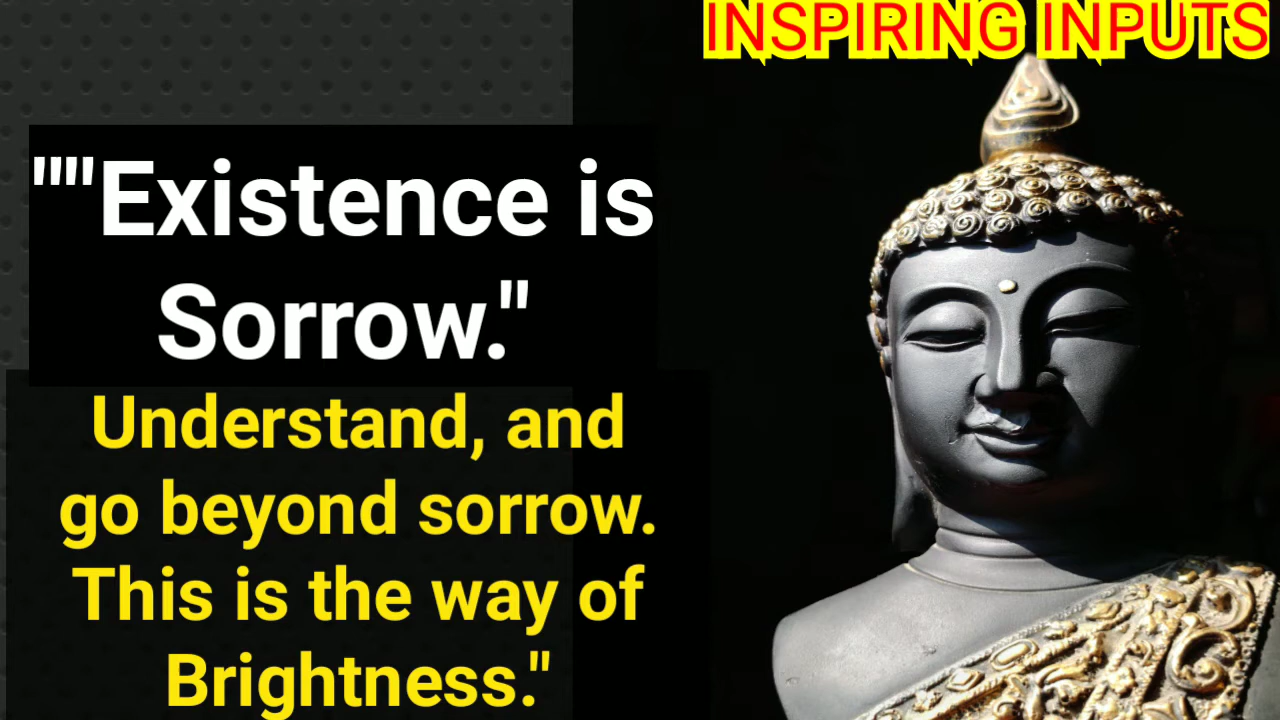 INSPIRING INPUTS
""Existence is
Sorrow."
Understand, and
go beyond sorrow.
This is the way of
Brightness."